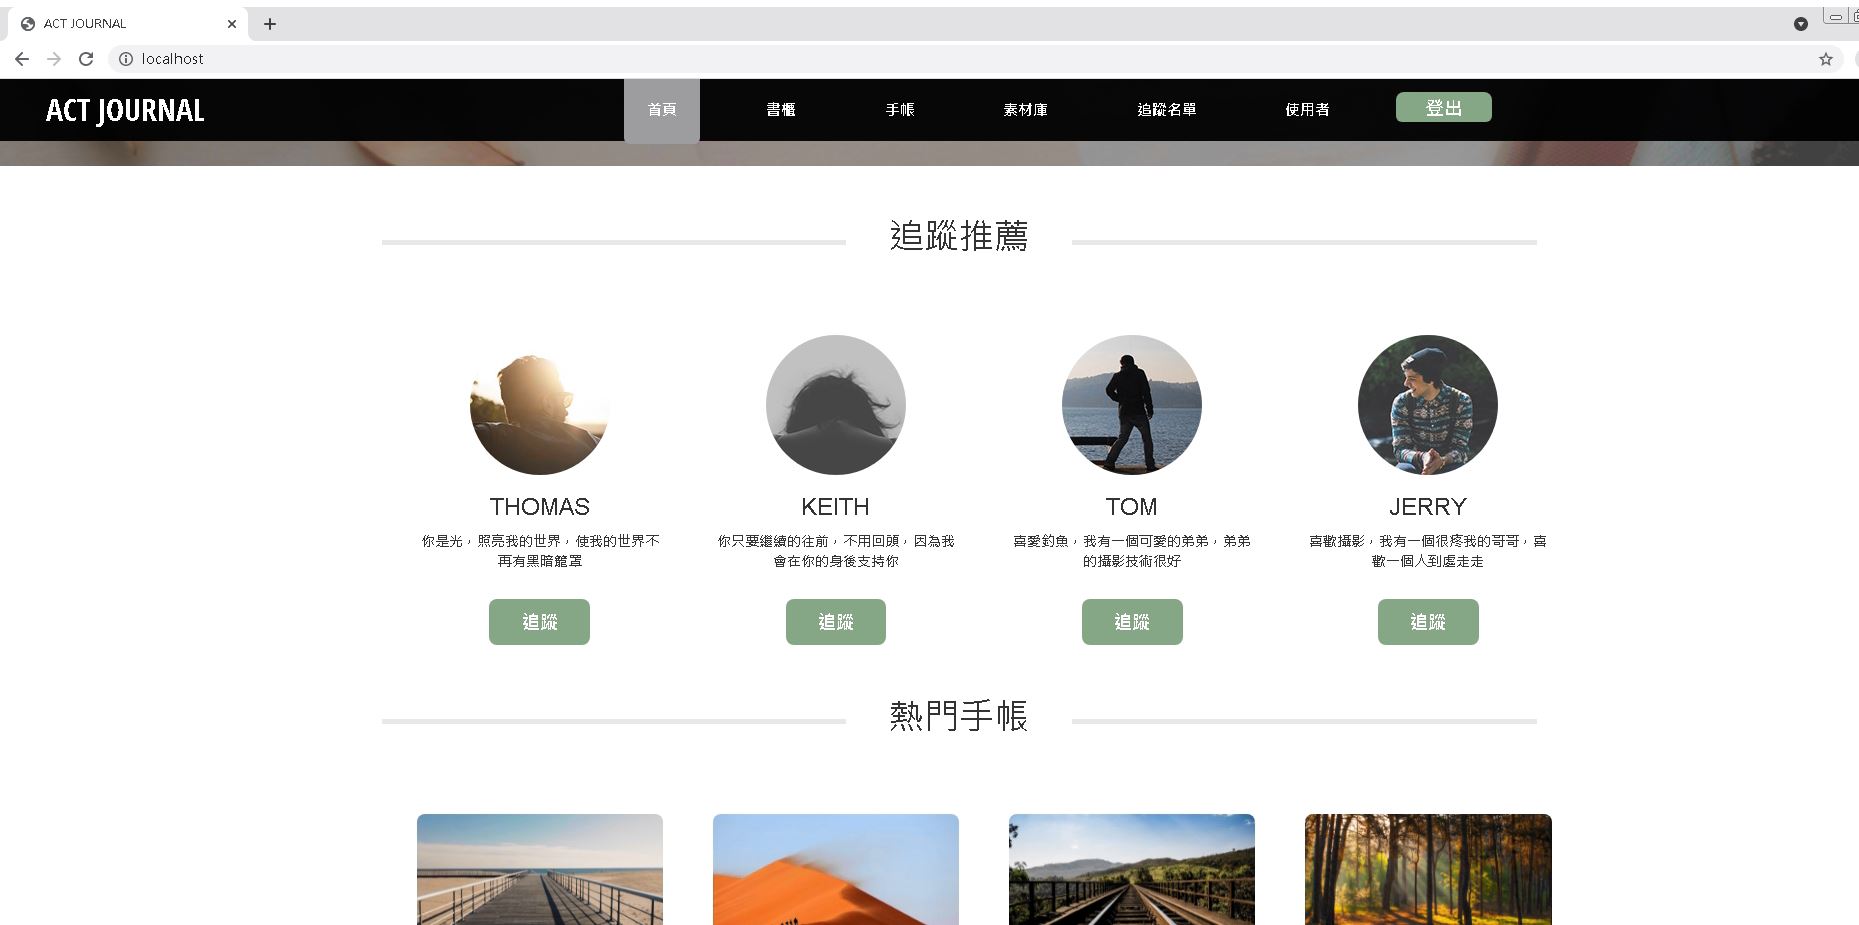 ACT JOURNAL
localhost
ACT JOURNAL
首頁
書櫃
手帳
素材庫
追蹤名單
使用者
登出
追蹤推薦
THOMAS
你是光，照亮我的世界，使我的世界不
再有黑暗籠罩
追蹤
KEITH
你只要繼續的往前，不用回頭，因為我
會在你的身後支持你
追蹤
TOM
喜愛釣魚，我有一個可愛的弟弟，弟弟
的攝影技術很好
追蹤
JERRY
喜歡攝影，我有一個很疼我的哥哥，喜
歡一個人到處走走
追蹤
熱門手帳